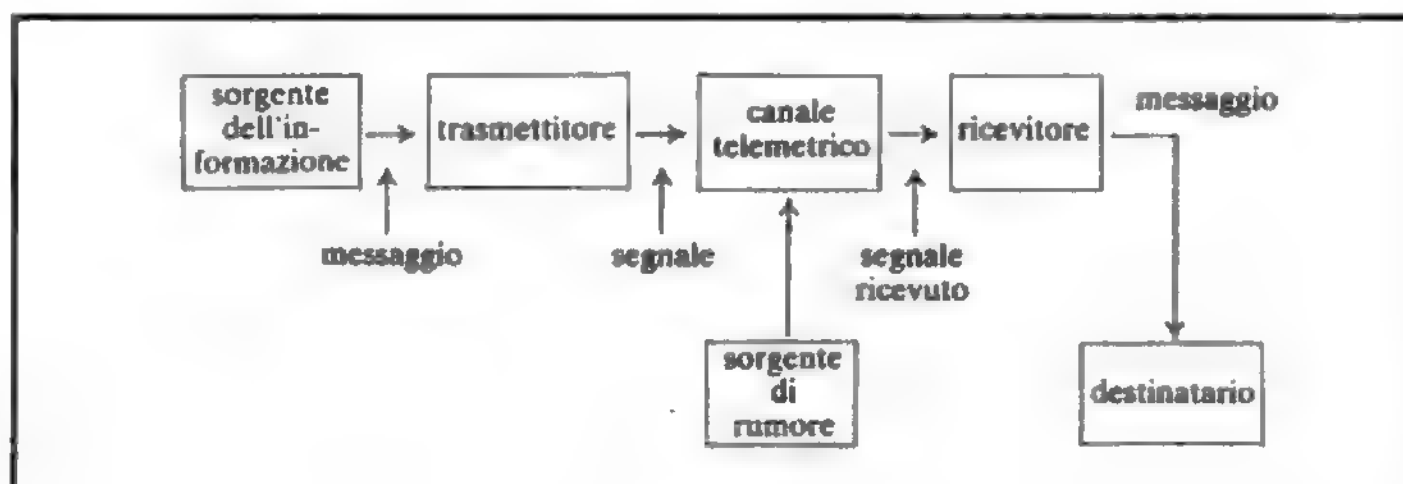 sorgente
dell'in-
formazione
trasmettitore
canale
telemetrico
ricevitore
messaggio
messaggio
segnale
segnale
ricevuto
sorgente
di
rumore
destinatario